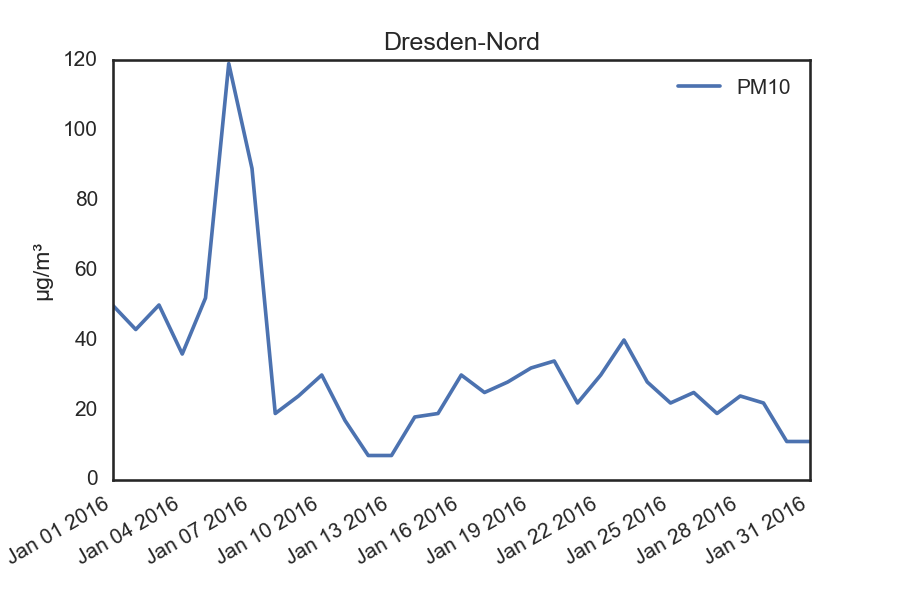 Dresden-Nord
120
100
80
60
40
20
0
µg/m³
PM10
Jan 01 2016
Jan 04 2016
Jan 07 2016
Jan 10 2016
Jan 13 2016
Jan 16 2016
Jan 19 2016
Jan 22 2016
Jan 25 2016
Jan 28 2016
Jan 31 2016